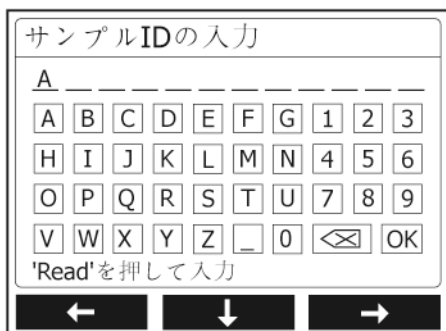 サンプルIDの入力
A _ _ _ _ _ _ _ _ _ _ _
A B C D E F G 1 2 3
H I J K L M N 4 5 6
O P Q R S T U 7 8 9
V W X Y Z _ 0 ⌫ OK
'Read'を押して入力
← ↓ →